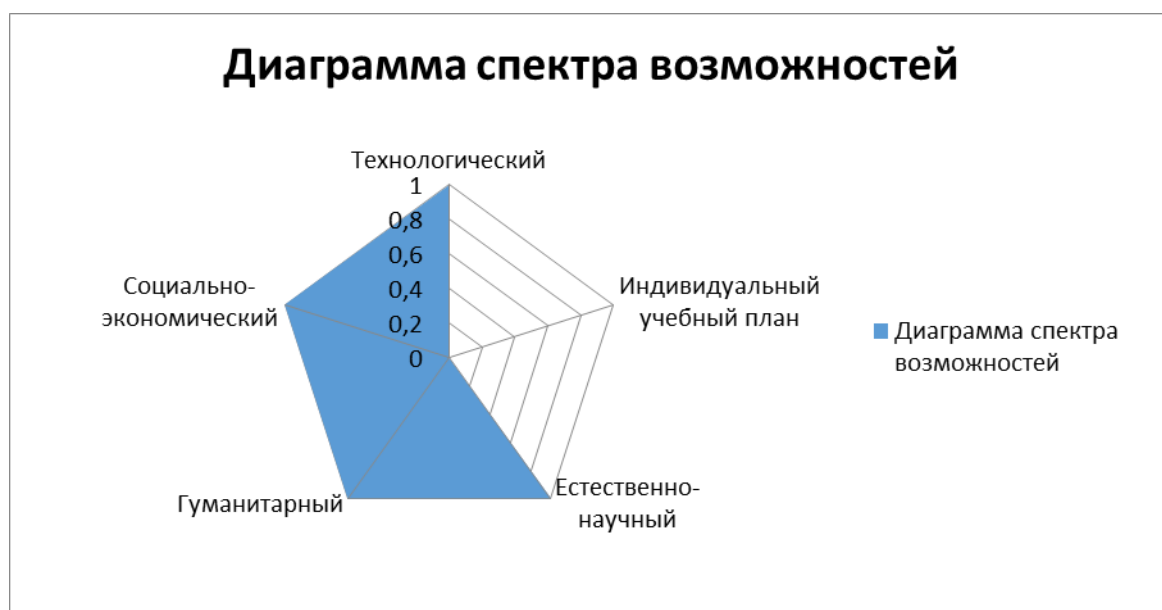 Диаграмма спектра возможностей
Технологический
1
0,8
0,6
0,4
0,2
0
Индивидуальный
учебный план
Естественно-
научный
Гуманитарный
Социально-
экономический
Диаграмма спектра
возможностей